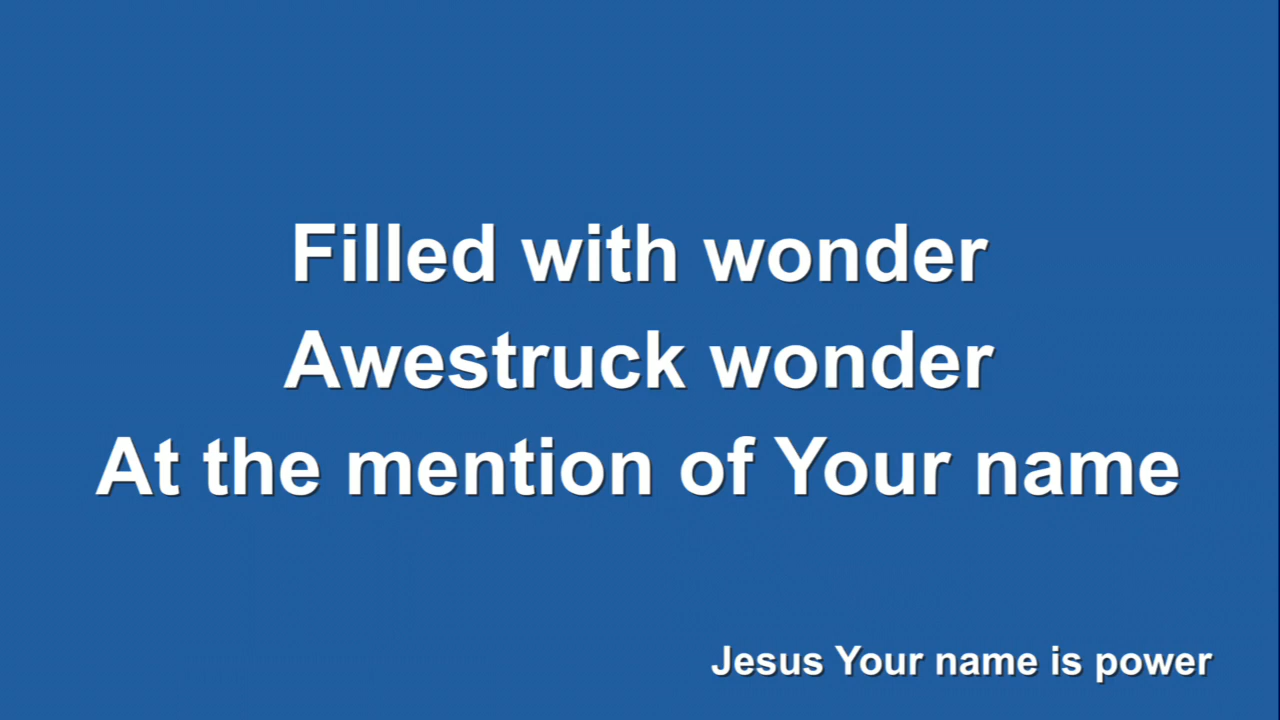 Filled with wonder
Awestruck wonder
At the mention of Your name
Jesus Your name is power